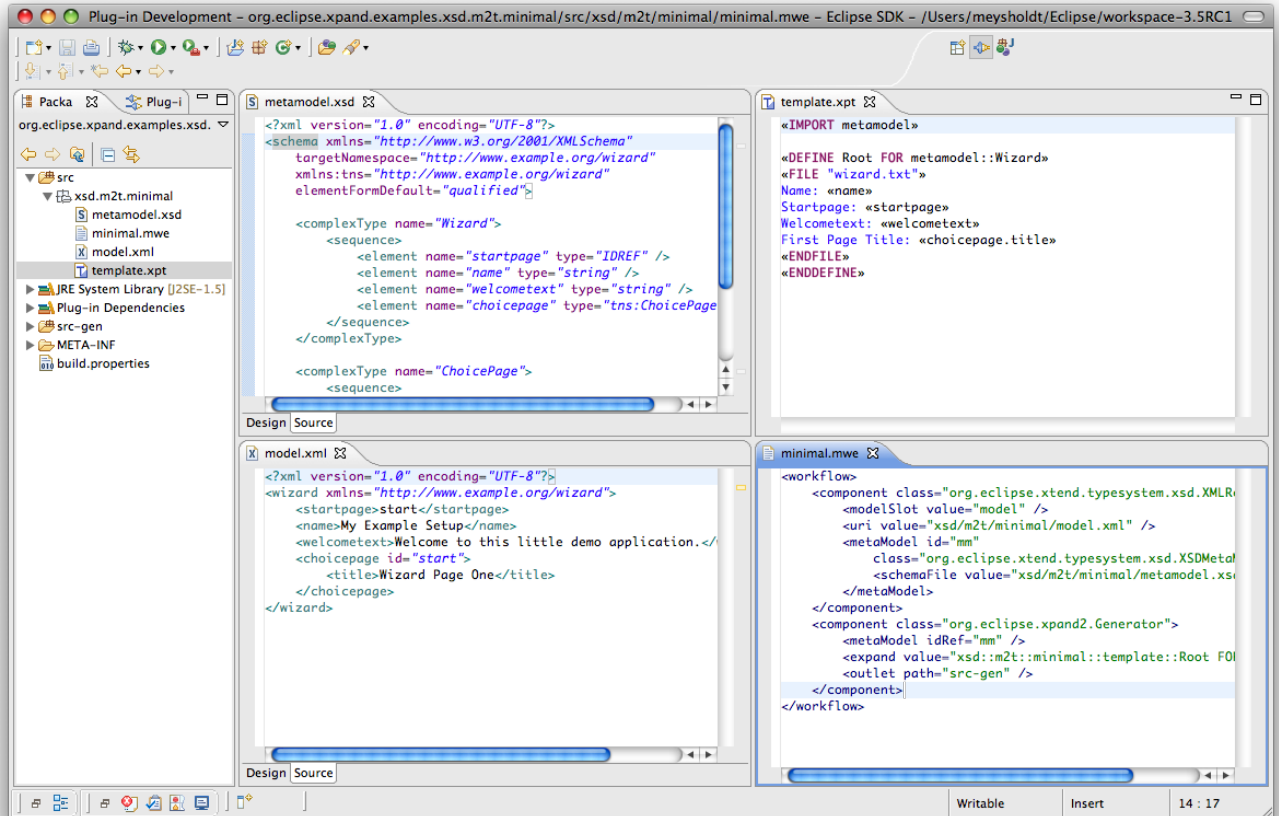 Plug-in Development – org.eclipse.xpand.examples.xsd.m2t.minimal/src/xsd/m2t/minimal/minimal.mwe – Eclipse SDK – /Users/meysholdt/Eclipse/workspace-3.5RC1
Packa
Plug-i
org.eclipse.xpand.examples.xsd.
src
xsd.m2t.minimal
metamodel.xsd
minimal.mwe
model.xml
template.xpt
JRE System Library [J2SE-1.5]
Plug-in Dependencies
src-gen
META-INF
build.properties
metamodel.xsd
<?xml version="1.0" encoding="UTF-8"?>
<schema xmlns="http://www.w3.org/2001/XMLSchema"
targetNamespace="http://www.example.org/wizard"
xmlns:tns="http://www.example.org/wizard"
elementFormDefault="qualified">
<complexType name="Wizard">
<sequence>
<element name="startpage" type="IDREF" />
<element name="name" type="string" />
<element name="welcometext" type="string" />
<element name="choicepage" type="tns:ChoicePage
</sequence>
</complexType>
<complexType name="ChoicePage">
<sequence>
Design
Source
template.xpt
«IMPORT metamodel»
«DEFINE Root FOR metamodel::Wizard»
«FILE "wizard.txt"»
Name: «name»
Startpage: «startpage»
Welcometext: «welcometext»
First Page Title: «choicepage.title»
«ENDFILE»
«ENDDEFINE»
model.xml
<?xml version="1.0" encoding="UTF-8"?>
<wizard xmlns="http://www.example.org/wizard">
<startpage>start</startpage>
<name>My Example Setup</name>
<welcometext>Welcome to this little demo application.</
<choicepage id="start">
<title>Wizard Page One</title>
</choicepage>
</wizard>
Design
Source
minimal.mwe
<workflow>
<component class="org.eclipse.xtend.typesystem.xsd.XMLRe
<modelSlot value="model" />
<uri value="xsd/m2t/minimal/model.xml" />
<metaModel id="mm"
class="org.eclipse.xtend.typesystem.xsd.XSDMetaM
<schemaFile value="xsd/m2t/minimal/metamodel.xsd
</metaModel>
</component>
<component class="org.eclipse.xpand2.Generator">
<metaModel idRef="mm" />
<expand value="xsd::m2t::minimal::template::Root FOR
<outlet path="src-gen" />
</component>
</workflow>
Writable
Insert
14 : 17